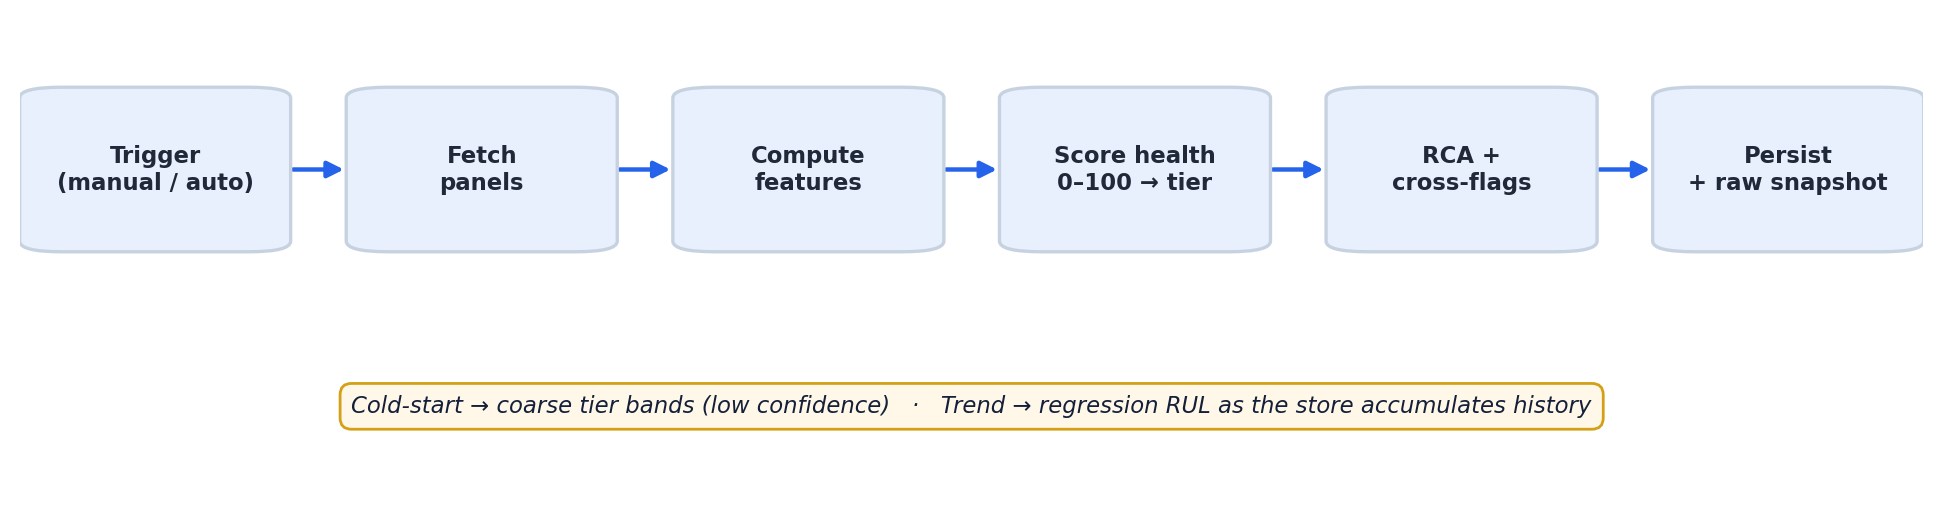 Trigger
(manual / auto)
Fetch
panels
Compute
features
Score health
0–100 → tier
RCA +
cross-flags
Persist
+ raw snapshot
Cold-start → coarse tier bands (low confidence)   ·   Trend → regression RUL as the store accumulates history